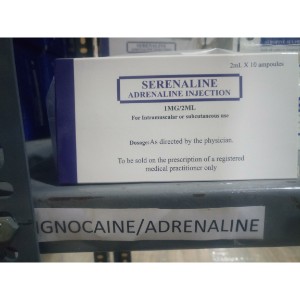 2mL X 10 ampoules
SERENALINE
ADRENALINE INJECTION
1MG/2ML
For Intramuscular or subcutaneous use
Dosage:As directed by the physician.
To be sold on the prescription of a registered
medical practitioner only
IGNOCAINE/ADRENALINE